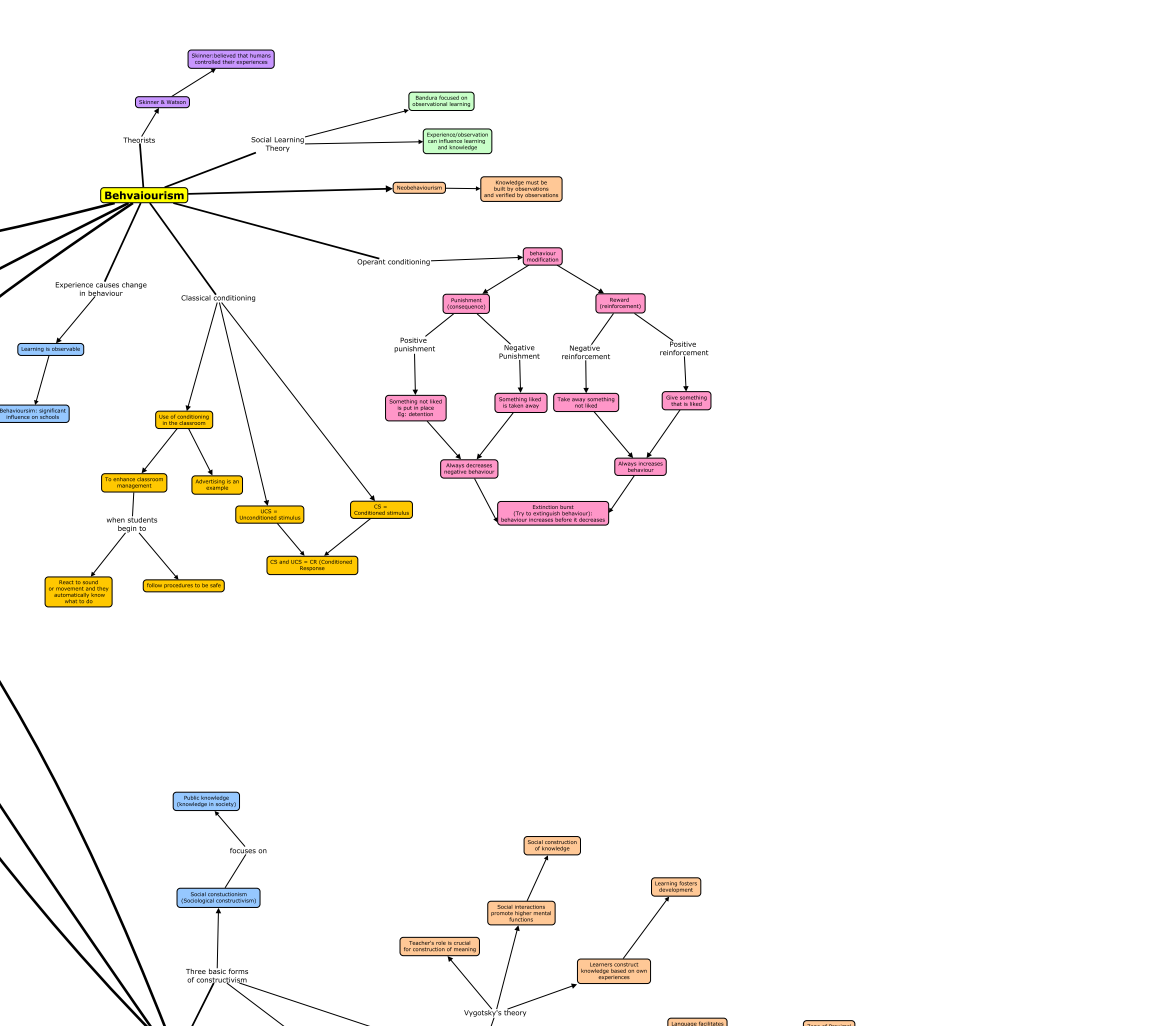 Skinner:believed that humans
controlled their experiences
Skinner & Watson
Theorists
Bandura focused on
observational learning
Social Learning
Theory
Experience/observation
can influence learning
and knowledge
Behvaiourism
Neobehaviourism
Knowledge must be
built by observations
and verified by observations
Operant conditioning
behaviour
modification
Experience causes change
in behaviour
Classical conditioning
Punishment
(consequence)
Reward
(reinforcement)
Learning is observable
Positive
punishment
Negative
Punishment
Negative
reinforcement
Positive
reinforcement
Behavioursim: significant
influence on schools
Something not liked
is put in place
Eg: detention
Something liked
is taken away
Take away something
not liked
Give something
that is liked
Use of conditioning
in the classroom
Always decreases
negative behaviour
Always increases
behaviour
To enhance classroom
management
Advertising is an
example
UCS =
Unconditioned stimulus
CS =
Conditioned stimulus
Extinction burst
(Try to extinguish behaviour):
behaviour increases before it decreases
when students
begin to
CS and UCS = CR (Conditioned
Response
React to sound
or movement and they
automatically know
what to do
follow procedures to be safe
Public knowledge
(knowledge in society)
focuses on
Social constuctionism
(Sociological constructivism)
Three basic forms
of constructivism
Social construction
of knowledge
Learning fosters
development
Social interactions
promote higher mental
functions
Teacher's role is crucial
for construction of meaning
Learners construct
knowledge based on own
experiences
Vygotsky's theory
Language facilitates